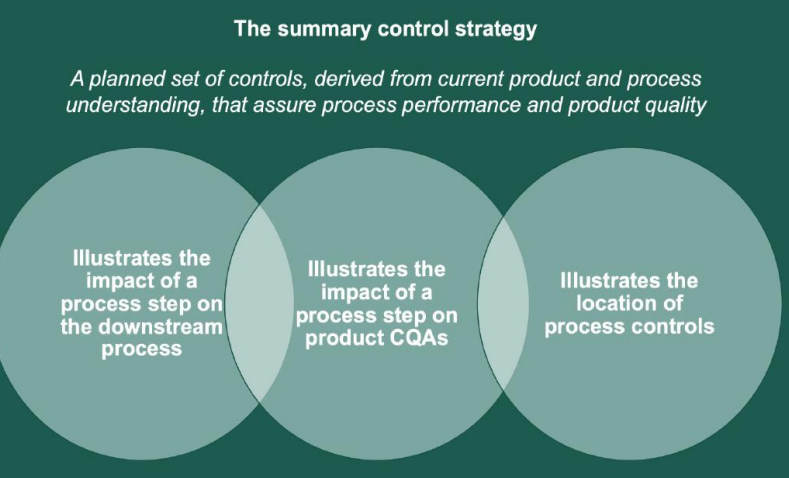 The summary control strategy
A planned set of controls, derived from current product and process
understanding, that assure process performance and product quality
Illustrates the
impact of a
process step on
the downstream
process
Illustrates the
impact of a
process step on
product CQAs
Illustrates the
location of
process controls